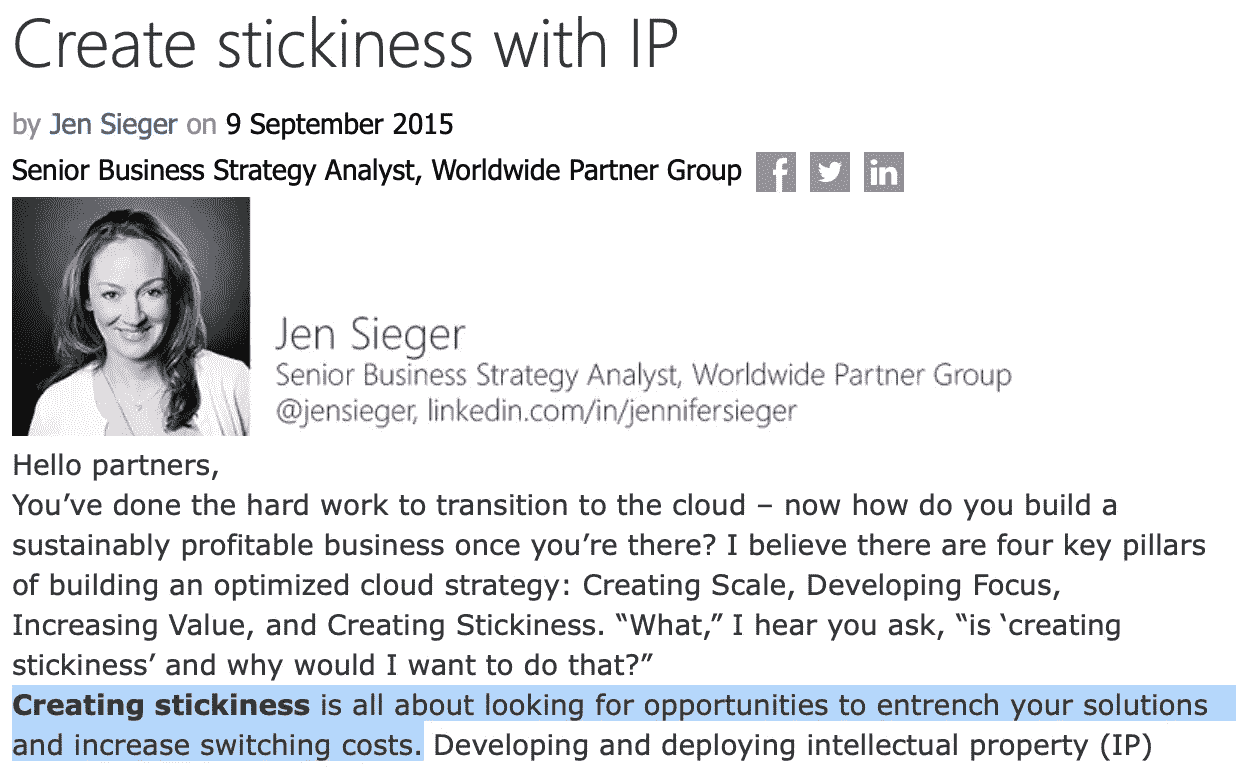 Create stickiness with IP
by Jen Sieger on 9 September 2015
Senior Business Strategy Analyst, Worldwide Partner Group f in
Jen Sieger
Senior Business Strategy Analyst, Worldwide Partner Group
@jensieger, linkedin.com/in/jennifersieger
Hello partners,
You’ve done the hard work to transition to the cloud – now how do you build a
sustainably profitable business once you’re there? I believe there are four key pillars
of building an optimized cloud strategy: Creating Scale, Developing Focus,
Increasing Value, and Creating Stickiness. “What,” I hear you ask, “is ‘creating
stickiness’ and why would I want to do that?”
Creating stickiness is all about looking for opportunities to entrench your solutions
and increase switching costs. Developing and deploying intellectual property (IP)